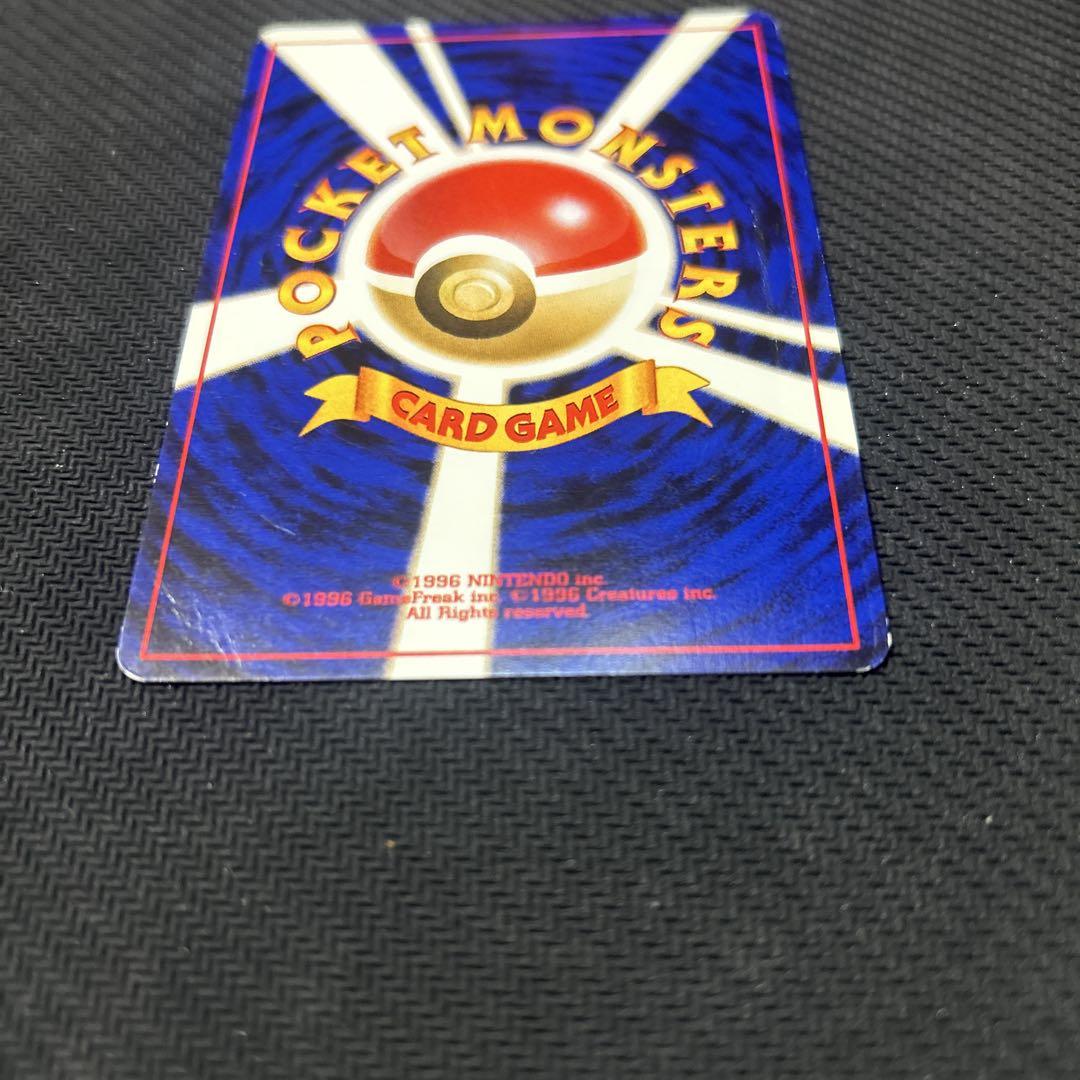 POCKET MONSTERS
CARD GAME
©1996 NINTENDO inc.
©1996 GameFreak inc. ©1996 Creatures inc.
All Rights reserved.